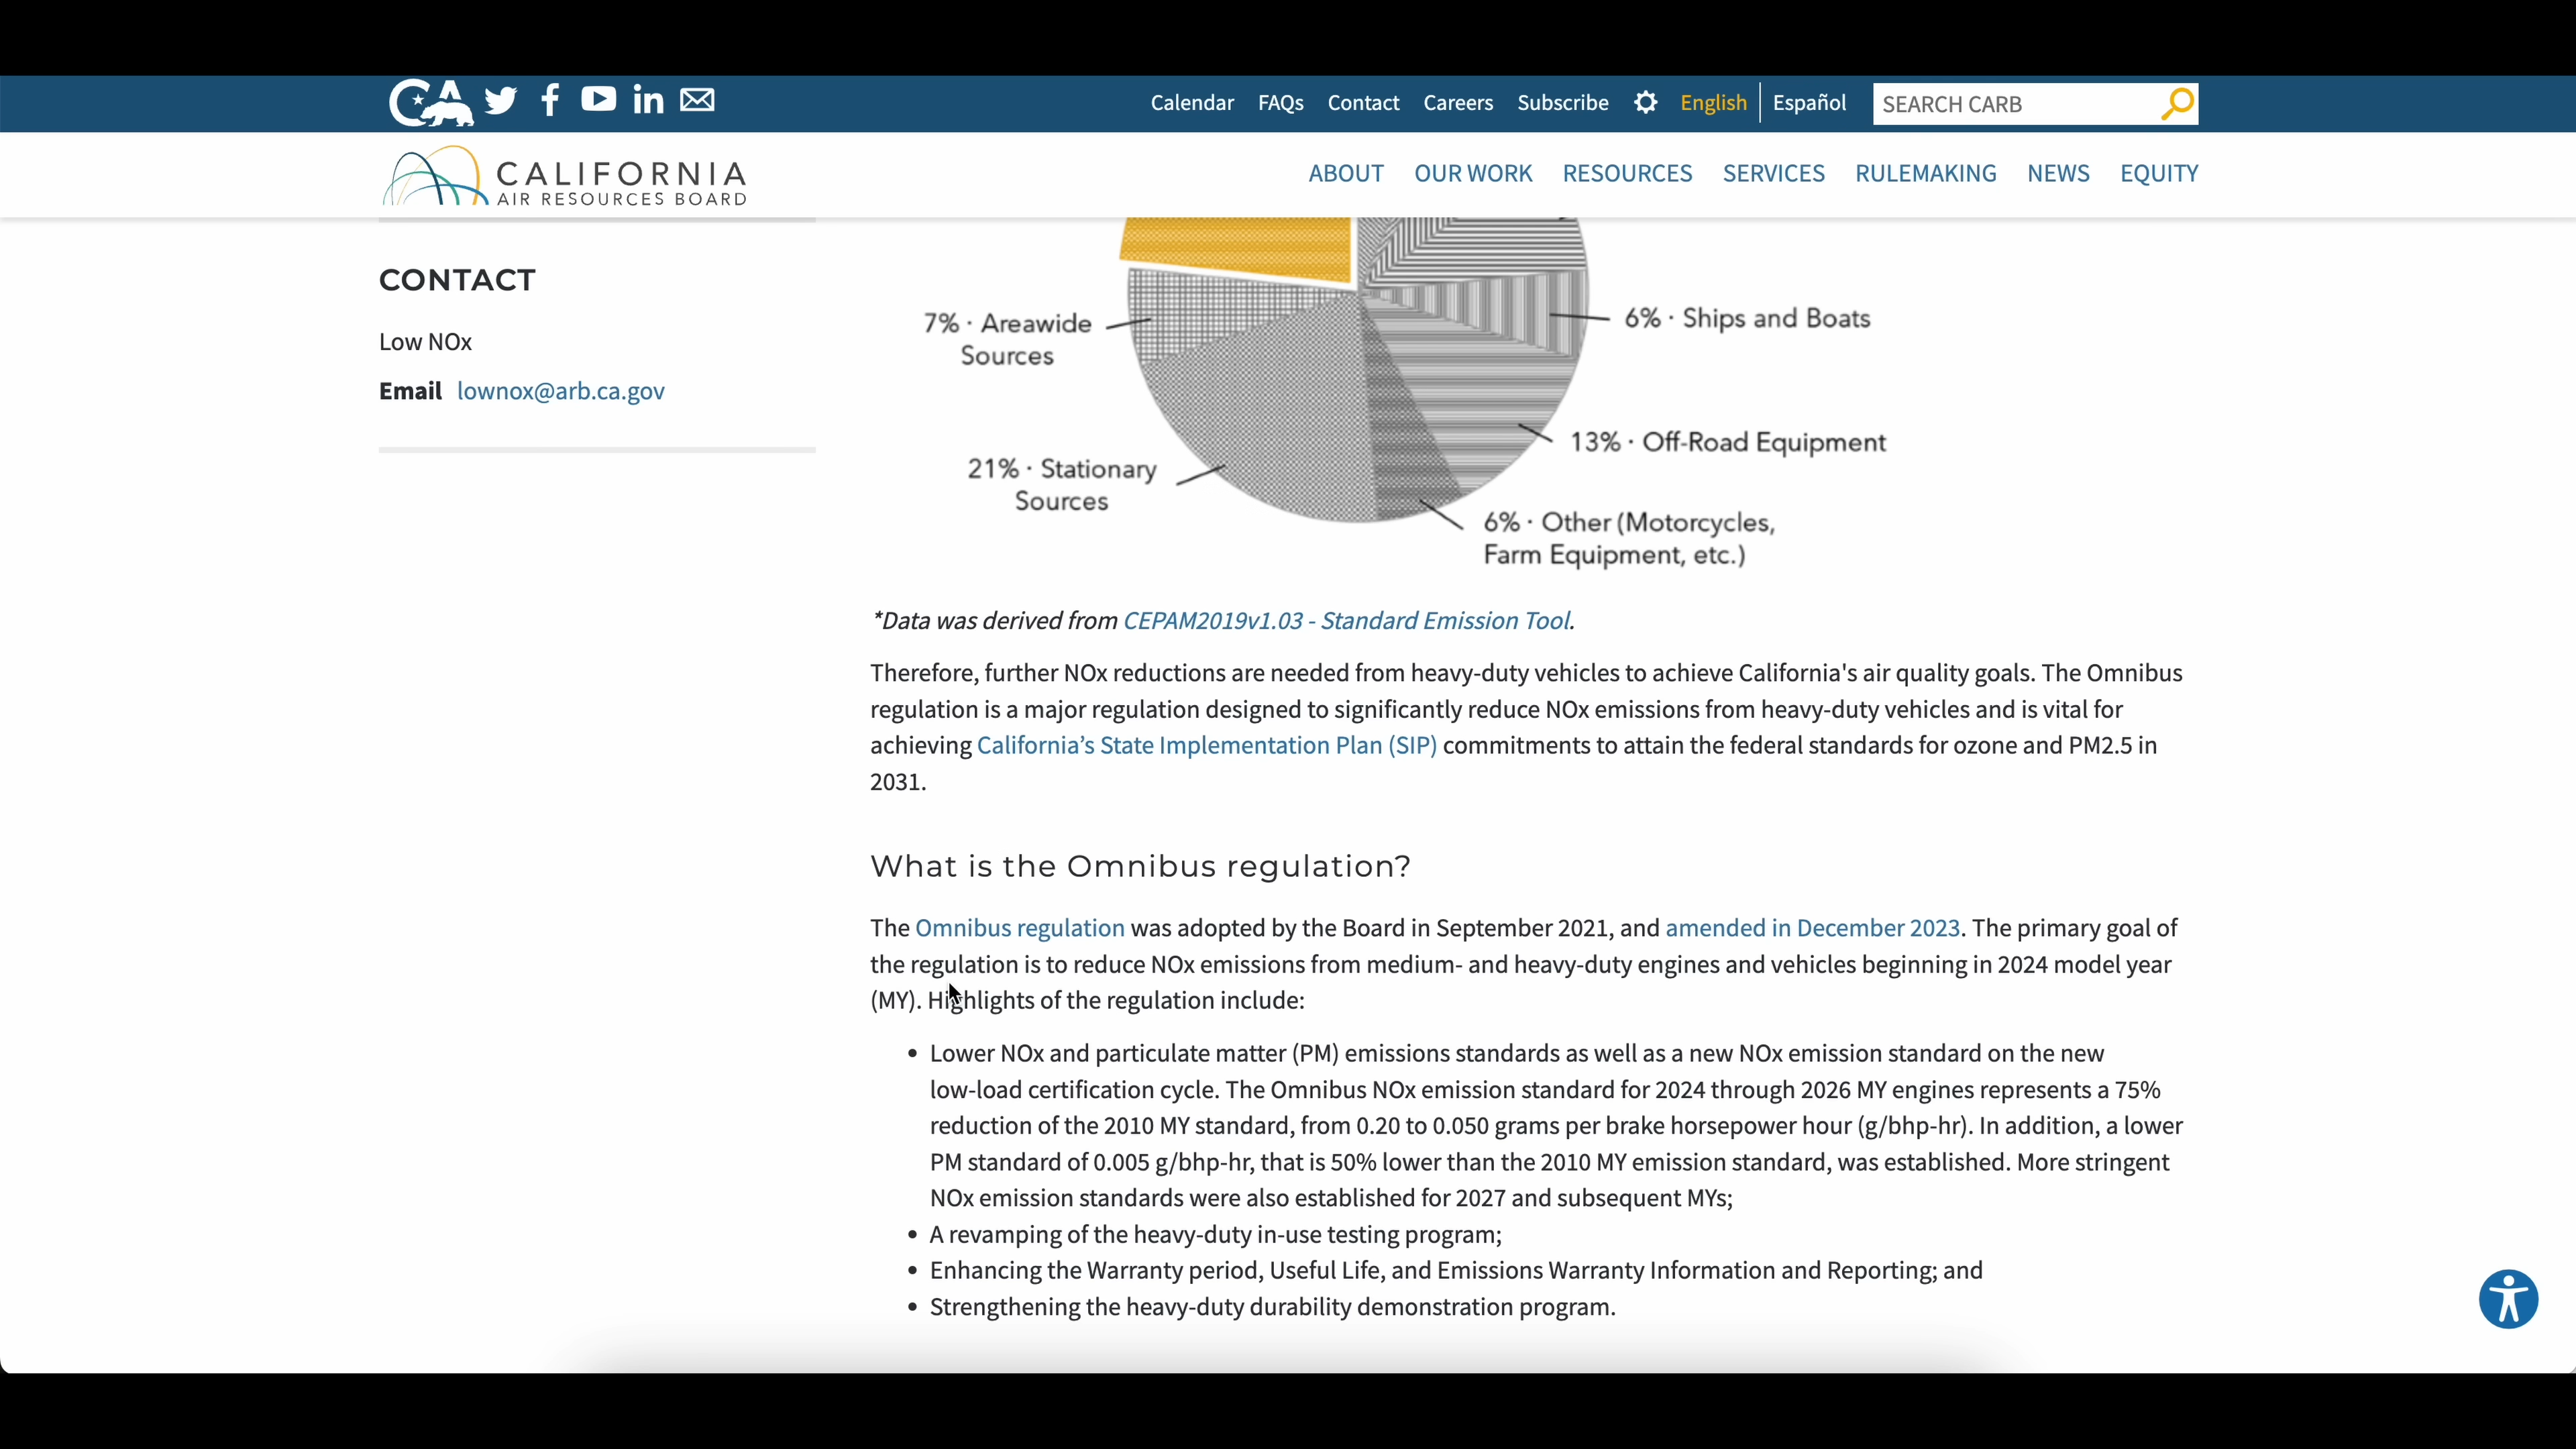 CA
Calendar FAQs Contact Careers Subscribe English Español SEARCH CARB
CALIFORNIA
AIR RESOURCES BOARD
ABOUT OUR WORK RESOURCES SERVICES RULEMAKING NEWS EQUITY
CONTACT
Low NOx
Email lownox@arb.ca.gov
7% · Areawide
Sources
6% · Ships and Boats
13% · Off-Road Equipment
21% · Stationary
Sources
6% · Other (Motorcycles,
Farm Equipment, etc.)
*Data was derived from CEPAM2019v1.03 - Standard Emission Tool.
Therefore, further NOx reductions are needed from heavy-duty vehicles to achieve California's air quality goals. The Omnibus
regulation is a major regulation designed to significantly reduce NOx emissions from heavy-duty vehicles and is vital for
achieving California’s State Implementation Plan (SIP) commitments to attain the federal standards for ozone and PM2.5 in
2031.
What is the Omnibus regulation?
The Omnibus regulation was adopted by the Board in September 2021, and amended in December 2023. The primary goal of
the regulation is to reduce NOx emissions from medium- and heavy-duty engines and vehicles beginning in 2024 model year
(MY). Highlights of the regulation include:
• Lower NOx and particulate matter (PM) emissions standards as well as a new NOx emission standard on the new
low-load certification cycle. The Omnibus NOx emission standard for 2024 through 2026 MY engines represents a 75%
reduction of the 2010 MY standard, from 0.20 to 0.050 grams per brake horsepower hour (g/bhp-hr). In addition, a lower
PM standard of 0.005 g/bhp-hr, that is 50% lower than the 2010 MY emission standard, was established. More stringent
NOx emission standards were also established for 2027 and subsequent MYs;
• A revamping of the heavy-duty in-use testing program;
• Enhancing the Warranty period, Useful Life, and Emissions Warranty Information and Reporting; and
• Strengthening the heavy-duty durability demonstration program.